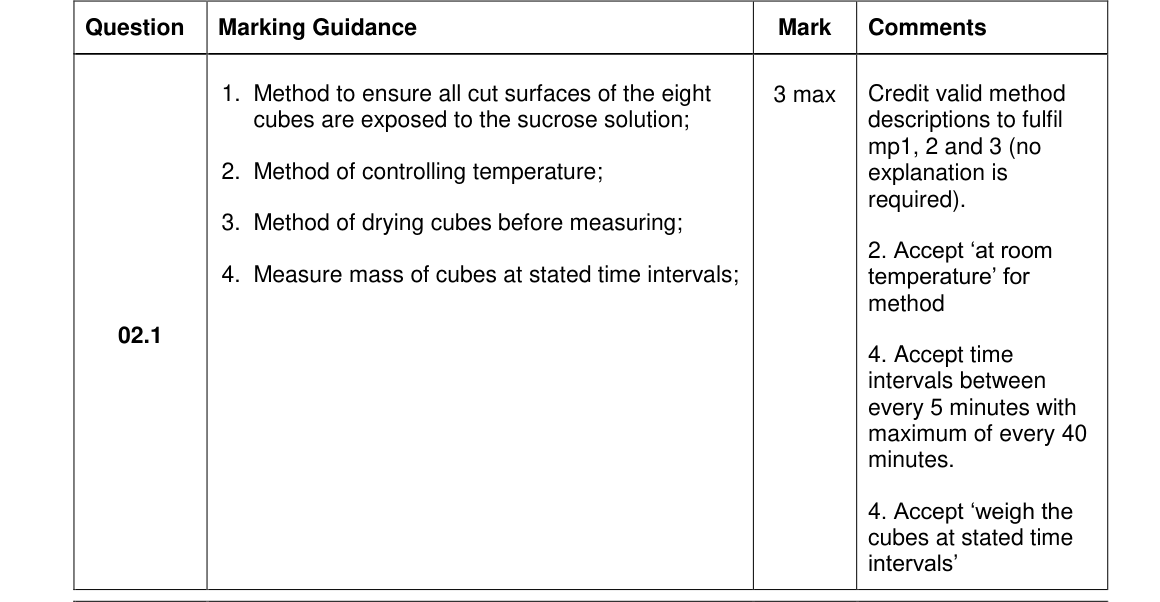 Question Marking Guidance Mark Comments
02.1
1. Method to ensure all cut surfaces of the eight
cubes are exposed to the sucrose solution;
2. Method of controlling temperature;
3. Method of drying cubes before measuring;
4. Measure mass of cubes at stated time intervals;
3 max
Credit valid method
descriptions to fulfil
mp1, 2 and 3 (no
explanation is
required).
2. Accept ‘at room
temperature’ for
method
4. Accept time
intervals between
every 5 minutes with
maximum of every 40
minutes.
4. Accept ‘weigh the
cubes at stated time
intervals’